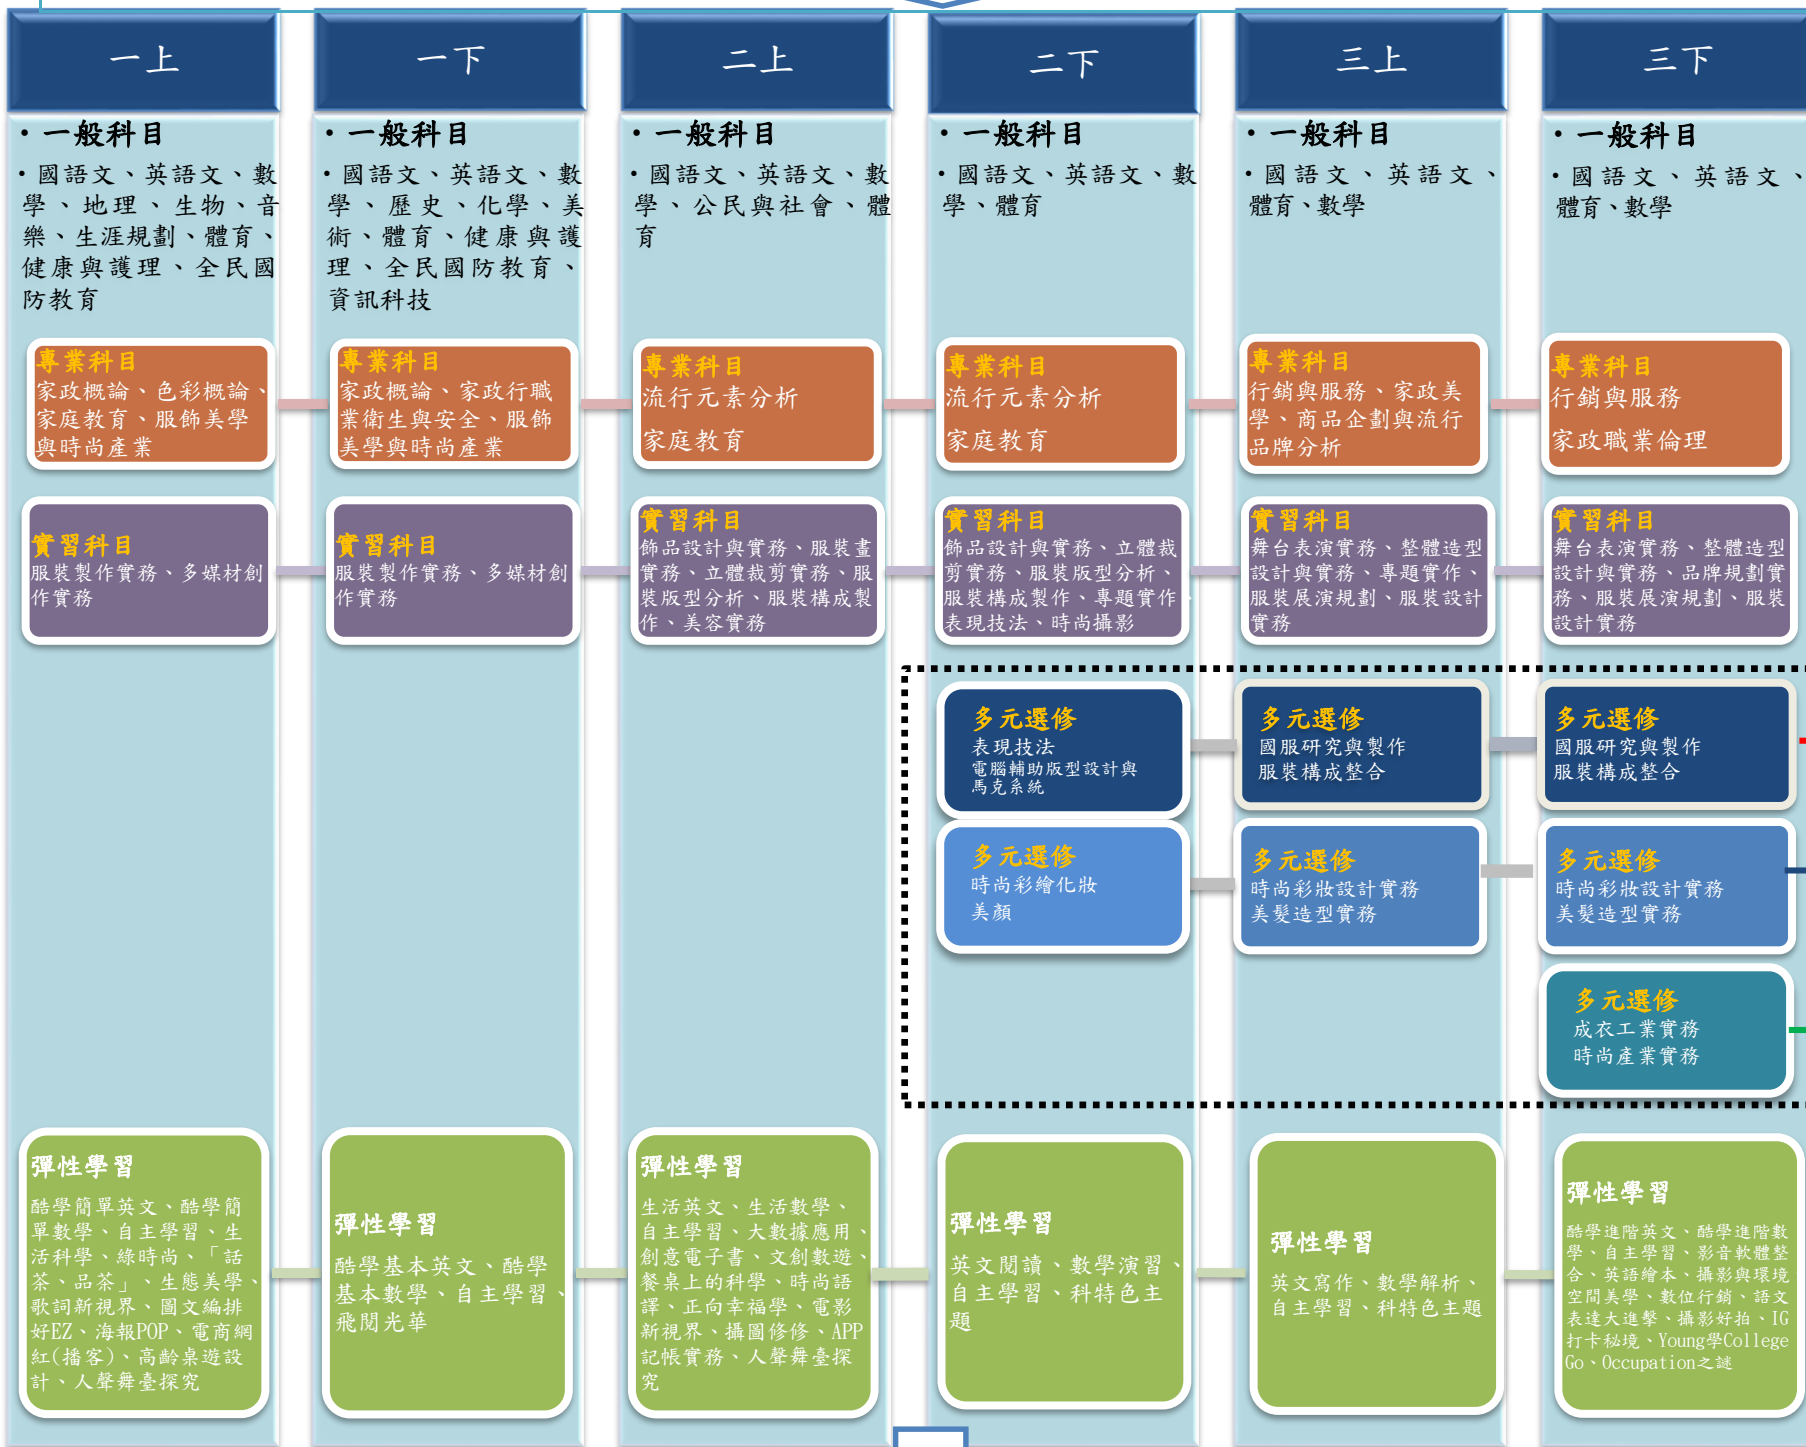 一上
・一般科目
・國語文、英語文、數
學、地理、生物、音
樂、生涯規劃、體育、
健康與護理、全民國
防教育
專業科目
家政概論、色彩概論、
家庭教育、服飾美學
與時尚產業
實習科目
服裝製作實務、多媒材創
作實務
彈性學習
酷學簡單英文、酷學簡
單數學、自主學習、生
活科學、綠時尚、「話
茶、品茶」、生態美學、
歌詞新視界、圖文編排
好EZ、海報POP、電商網
紅(播客)、高齡桌遊設
計、人聲舞臺探究
一下
・一般科目
・國語文、英語文、數
學、歷史、化學、美
術、體育、健康與護
理、全民國防教育、
資訊科技
專業科目
家政概論、家政行職
業衛生與安全、服飾
美學與時尚產業
實習科目
服裝製作實務、多媒材創
作實務
彈性學習
酷學基本英文、酷學
基本數學、自主學習、
飛閱光華
二上
・一般科目
・國語文、英語文、數
學、公民與社會、體
育
專業科目
流行元素分析
家庭教育
實習科目
飾品設計與實務、服裝畫
實務、立體裁剪實務、服
裝版型分析、服裝構成製
作、美容實務
彈性學習
生活英文、生活數學、
自主學習、大數據應用、
創意電子書、文創數遊、
餐桌上的科學、時尚語
譯、正向幸福學、電影
新視界、攝圖修修、APP
記帳實務、人聲舞臺探
究
二下
・一般科目
・國語文、英語文、數
學、體育
專業科目
流行元素分析
家庭教育
實習科目
飾品設計與實務、立體裁
剪實務、服裝版型分析、
服裝構成製作、專題實作、
表現技法、時尚攝影
多元選修
表現技法
電腦輔助版型設計與
馬克系統
多元選修
時尚彩繪化妝
美顏
彈性學習
英文閱讀、數學演習、
自主學習、科特色主
題
三上
・一般科目
・國語文、英語文、
體育、數學
專業科目
行銷與服務、家政美
學、商品企劃與流行
品牌分析
實習科目
舞台表演實務、整體造型
設計與實務、專題實作、
服裝展演規劃、服裝設計
實務
多元選修
國服研究與製作
服裝構成整合
多元選修
時尚彩妝設計實務
美髮造型實務
彈性學習
英文寫作、數學解析、
自主學習、科特色主題
三下
・一般科目
・國語文、英語文、
體育、數學
專業科目
行銷與服務
家政職業倫理
實習科目
舞台表演實務、整體造型
設計與實務、品牌規劃實
務、服裝展演規劃、服裝
設計實務
多元選修
國服研究與製作
服裝構成整合
多元選修
時尚彩妝設計實務
美髮造型實務
多元選修
成衣工業實務
時尚產業實務
彈性學習
酷學進階英文、酷學進階數
學、自主學習、影音軟體整
合、英語繪本、攝影與環境
空間美學、數位行銷、語文
表達大進擊、攝影好拍、IG
打卡秘境、Young學College
Go、Occupation之謎